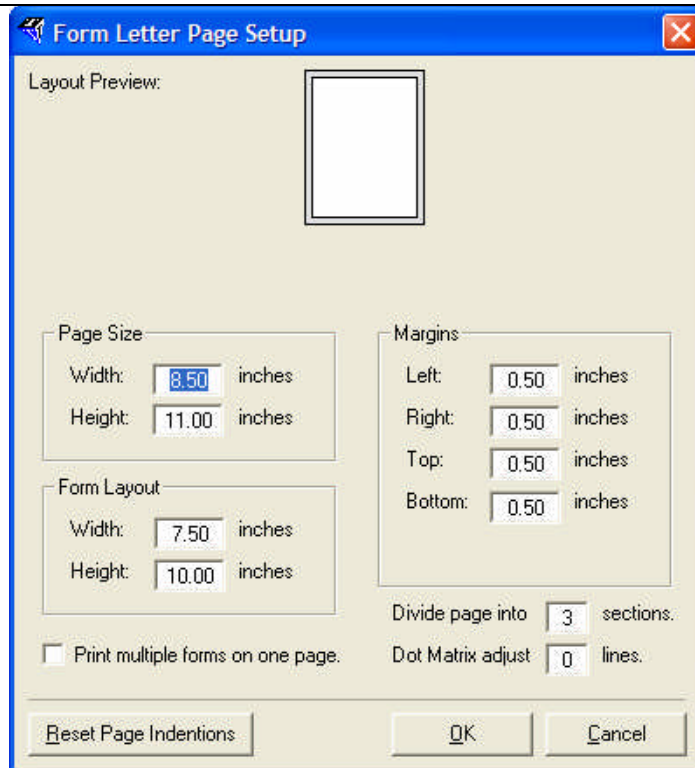 Form Letter Page Setup
Layout Preview:
Page Size
Width: 8.50 inches
Height: 11.00 inches
Form Layout
Width: 7.50 inches
Height: 10.00 inches
Print multiple forms on one page.
Margins
Left: 0.50 inches
Right: 0.50 inches
Top: 0.50 inches
Bottom: 0.50 inches
Divide page into 3 sections.
Dot Matrix adjust 0 lines.
Reset Page Indentions OK Cancel